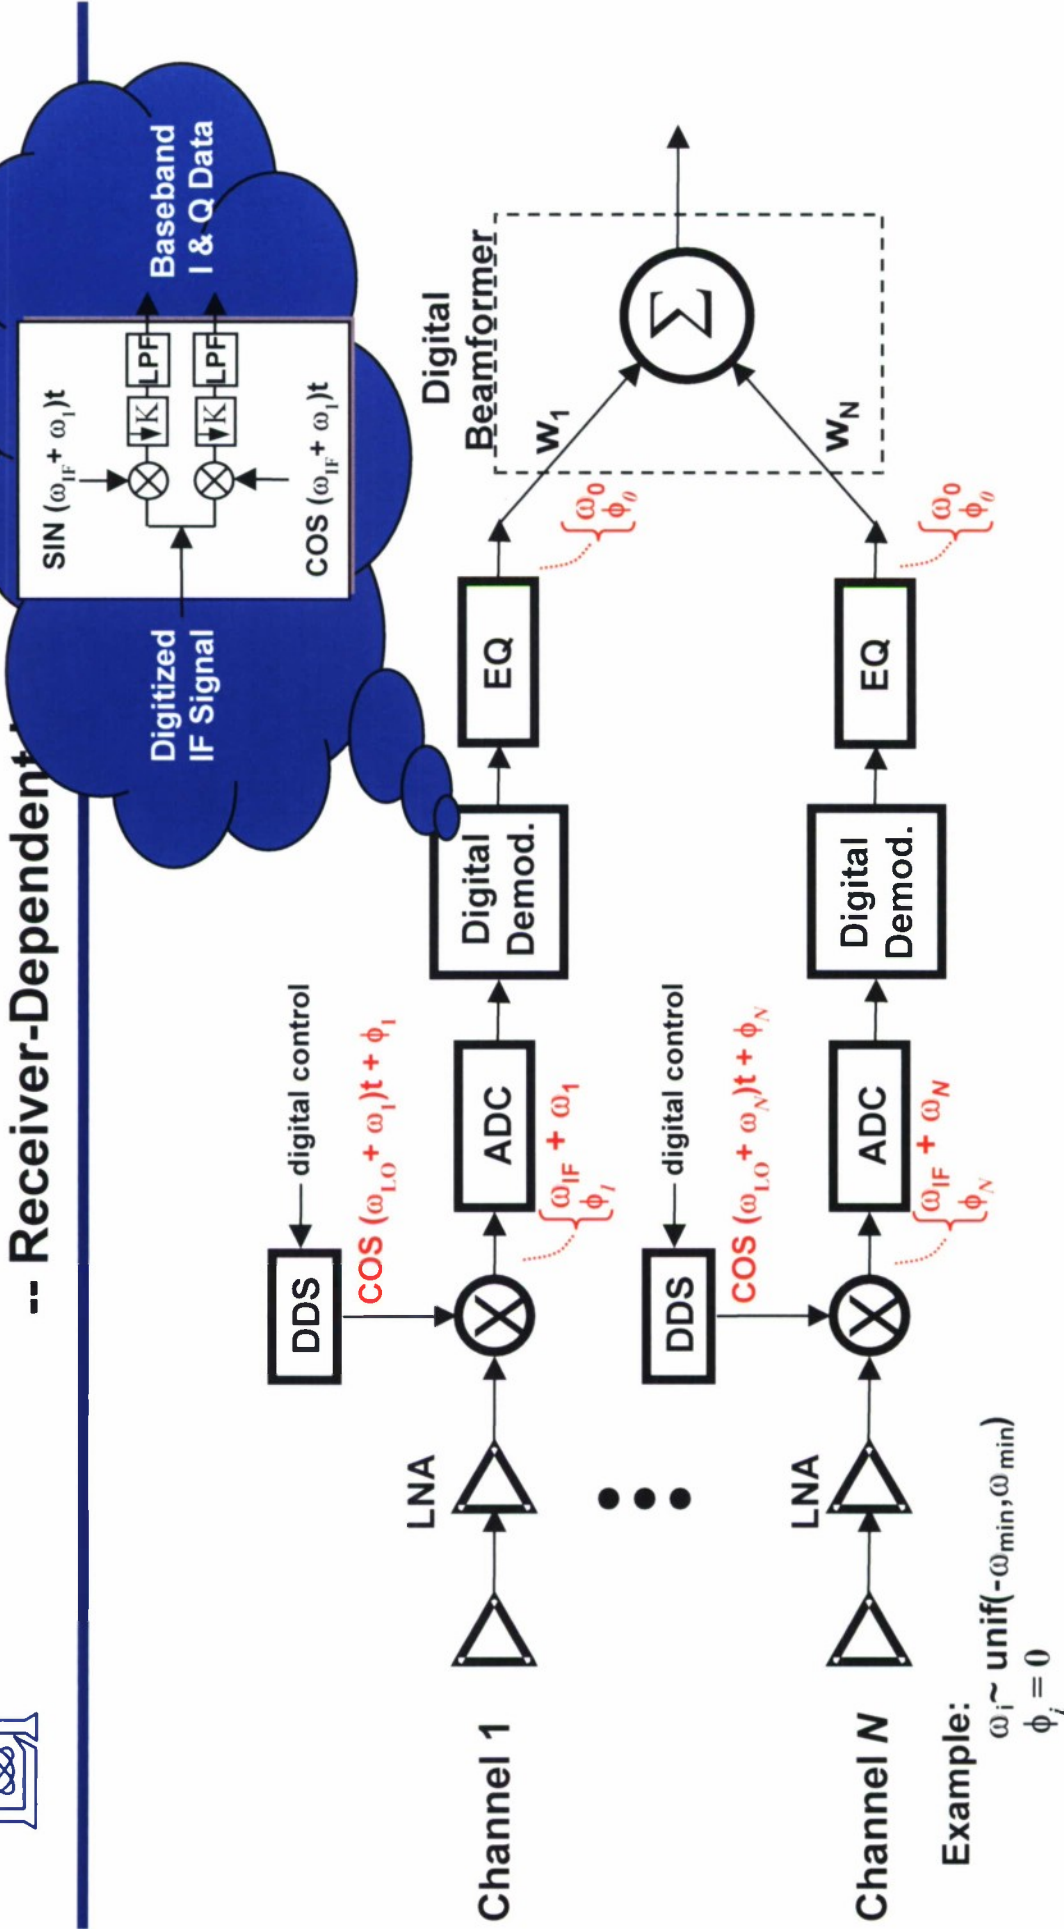 -- Receiver-Dependent
SIN (ω_IF + ω_1)t
Digitized
IF Signal
↓K
LPF
↓K
LPF
Baseband
I & Q Data
COS (ω_IF + ω_1)t
DDS
digital control
COS (ω_LO + ω_1)t + ϕ_1
Digital
Beamformer
LNA
Channel 1
ADC
Digital
Demod.
EQ
w_1
ω_IF + ω_1
ϕ_1
ω_0
ϕ_0
Σ
DDS
digital control
COS (ω_LO + ω_N)t + ϕ_N
LNA
Channel N
ADC
Digital
Demod.
EQ
w_N
ω_IF + ω_N
ϕ_N
ω_0
ϕ_0
Example:
ω_i ~ unif(-ω_min, ω_min)
ϕ_i = 0